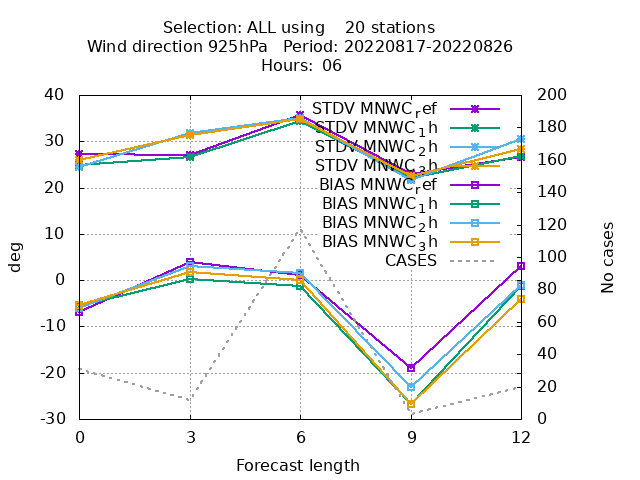 Selection: ALL using    20 stations
Wind direction 925hPa   Period: 20220817-20220826
Hours: 06
40
30
20
10
0
-10
-20
-30
deg
200
180
160
140
120
100
80
60
40
20
0
No cases
STDV MNWC_ref
STDV MNWC_1h
STDV MNWC_2h
STDV MNWC_3h
BIAS MNWC_ref
BIAS MNWC_1h
BIAS MNWC_2h
BIAS MNWC_3h
CASES
0 3 6 9 12
Forecast length